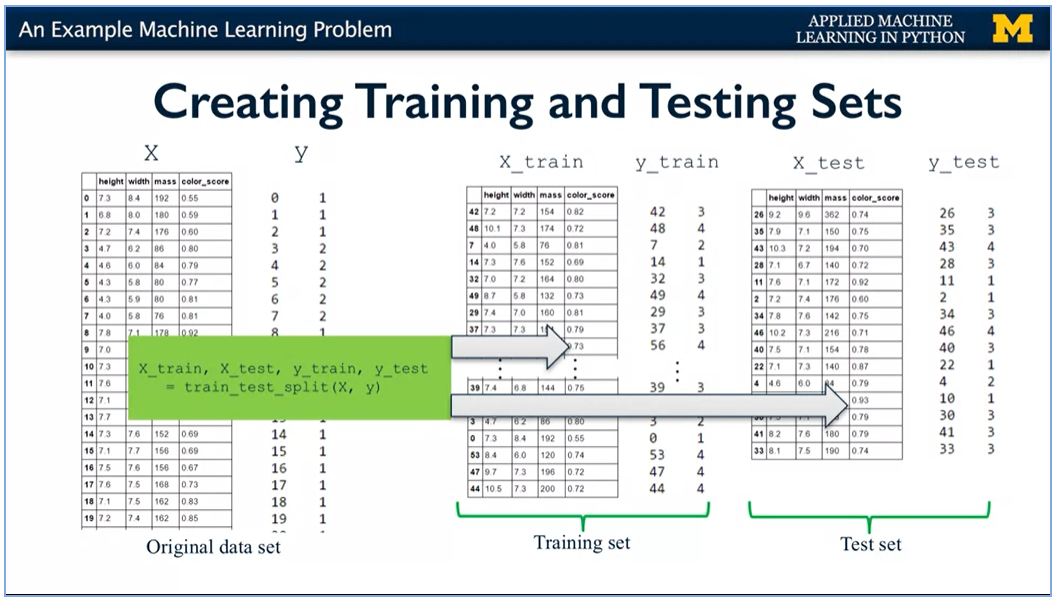 An Example Machine Learning Problem
APPLIED MACHINE
LEARNING IN PYTHON
M
Creating Training and Testing Sets
X
height width mass color_score
0 7.3 8.4 192 0.55
1 6.8 8.0 180 0.59
2 7.2 7.4 176 0.60
3 4.7 6.2 86 0.80
4 4.6 6.0 84 0.79
5 4.3 5.8 80 0.77
6 4.3 5.9 80 0.81
7 4.0 5.8 76 0.81
8 7.8 7.1 178 0.92
9 7.0
10 7.3
11 7.6
12 7.1
13 7.7
14 7.3 7.6 152 0.69
15 7.1 7.7 156 0.69
16 7.5 7.6 156 0.67
17 7.6 7.5 168 0.73
18 7.1 7.5 162 0.83
19 7.2 7.4 162 0.85
y
0 1
1 1
2 1
3 2
4 2
5 2
6 2
7 2
8 1
14 1
15 1
16 1
17 1
18 1
19 1
Original data set
X_train, X_test, y_train, y_test
= train_test_split(X, y)
X_train
height width mass color_score
42 7.2 7.2 154 0.82
48 10.1 7.3 174 0.72
7 4.0 5.8 76 0.81
14 7.3 7.6 152 0.69
32 7.0 7.2 164 0.80
49 8.7 5.8 132 0.73
29 7.4 7.0 160 0.81
37 7.3 7.3 0.79
0.73
39 7.4 6.8 144 0.75
3 4.7 6.2 86 0.80
0 7.3 8.4 192 0.55
53 8.4 6.0 120 0.74
47 9.7 7.3 196 0.72
44 10.5 7.3 200 0.72
y_train
42 3
48 4
7 2
14 1
32 3
49 4
29 3
37 3
56 4
39 3
3 2
0 1
53 4
47 4
44 4
Training set
X_test
height width mass color_score
26 9.2 9.6 362 0.74
35 7.9 7.1 150 0.75
43 10.3 7.2 194 0.70
28 7.1 6.7 140 0.72
11 7.6 7.1 172 0.92
2 7.2 7.4 176 0.60
34 7.8 7.6 142 0.75
46 10.2 7.3 216 0.71
40 7.5 7.1 154 0.78
22 7.1 7.3 140 0.87
4 4.6 6.0 84 0.79
0.93
0.79
41 8.2 7.6 180 0.79
33 8.1 7.5 190 0.74
y_test
26 3
35 3
43 4
28 3
11 1
2 1
34 3
46 4
40 3
22 1
4 2
10 1
30 3
41 3
33 3
Test set